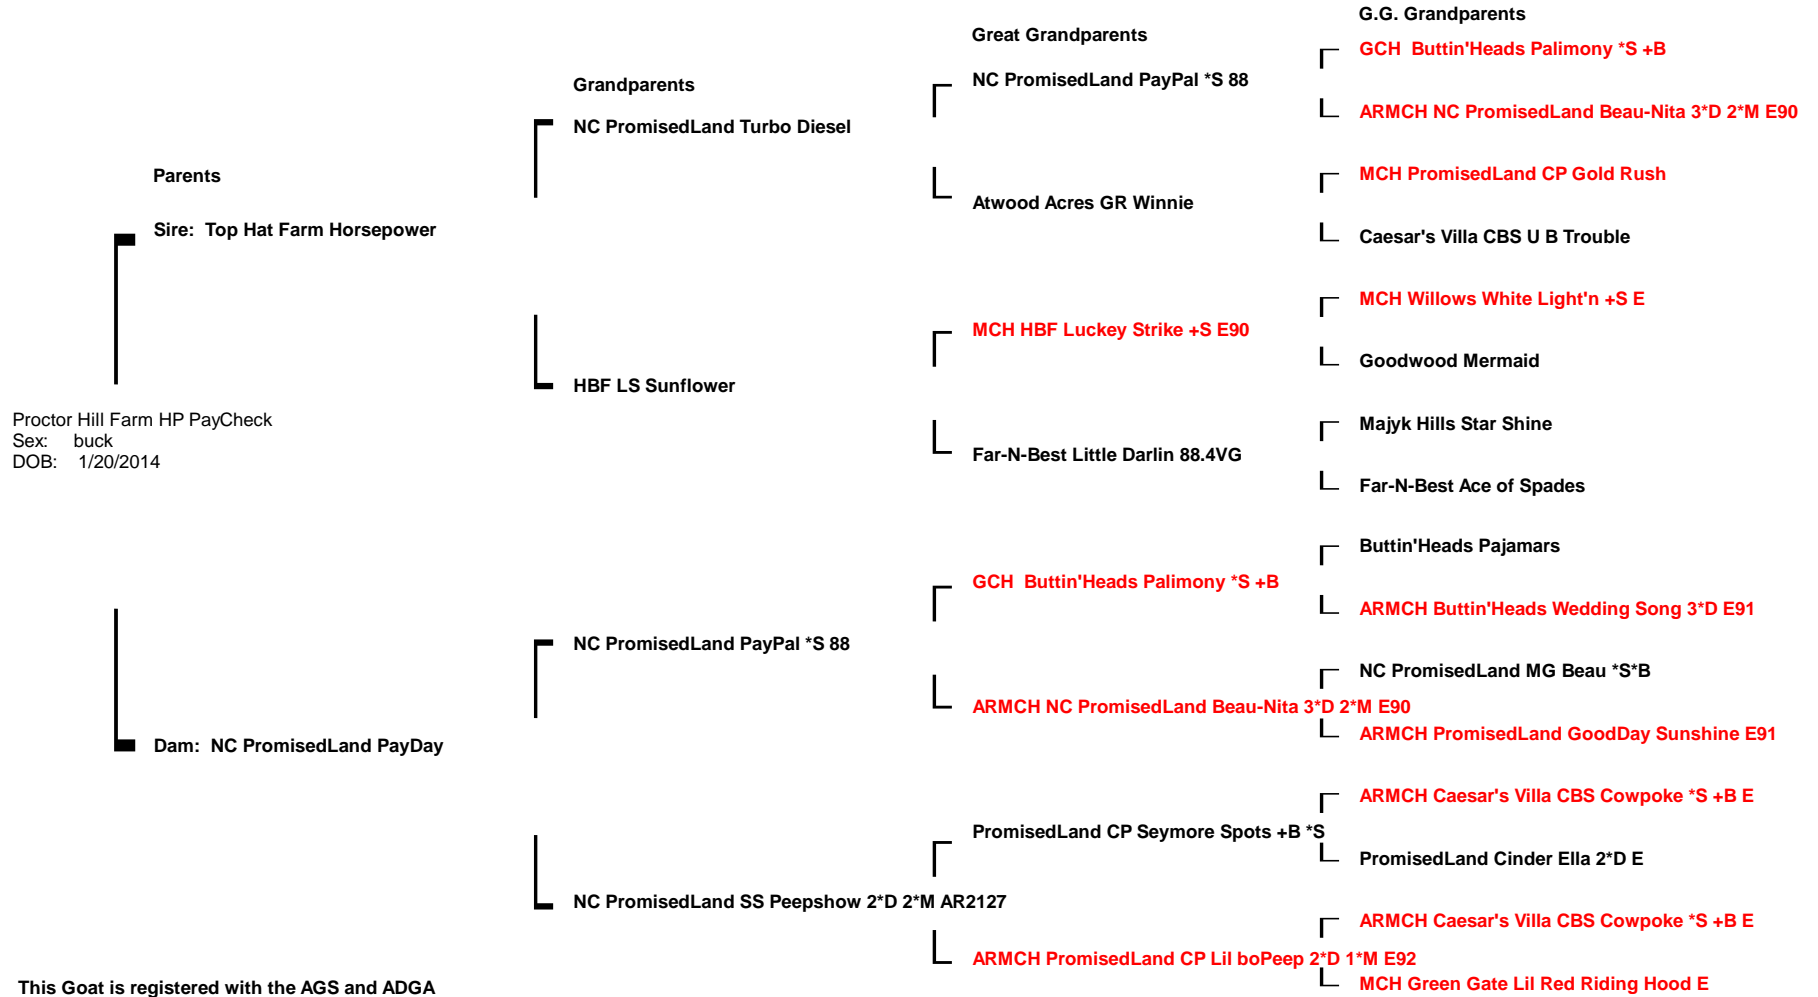 G.G. Grandparents
Great Grandparents
GCH  Buttin'Heads Palimony *S +B
Grandparents
NC PromisedLand PayPal *S 88
ARMCH NC PromisedLand Beau-Nita 3*D 2*M E90
NC PromisedLand Turbo Diesel
Parents
MCH PromisedLand CP Gold Rush
Atwood Acres GR Winnie
Sire:  Top Hat Farm Horsepower
Caesar's Villa CBS U B Trouble
MCH Willows White Light'n +S E
MCH HBF Luckey Strike +S E90
Goodwood Mermaid
HBF LS Sunflower
Proctor Hill Farm HP PayCheck
Sex:    buck
DOB:    1/20/2014
Majyk Hills Star Shine
Far-N-Best Little Darlin 88.4VG
Far-N-Best Ace of Spades
Buttin'Heads Pajamars
GCH  Buttin'Heads Palimony *S +B
ARMCH Buttin'Heads Wedding Song 3*D E91
NC PromisedLand PayPal *S 88
NC PromisedLand MG Beau *S*B
ARMCH NC PromisedLand Beau-Nita 3*D 2*M E90
ARMCH PromisedLand GoodDay Sunshine E91
Dam:  NC PromisedLand PayDay
ARMCH Caesar's Villa CBS Cowpoke *S +B E
PromisedLand CP Seymore Spots +B *S
PromisedLand Cinder Ella 2*D E
NC PromisedLand SS Peepshow 2*D 2*M AR2127
ARMCH Caesar's Villa CBS Cowpoke *S +B E
ARMCH PromisedLand CP Lil boPeep 2*D 1*M E92
MCH Green Gate Lil Red Riding Hood E
This Goat is registered with the AGS and ADGA